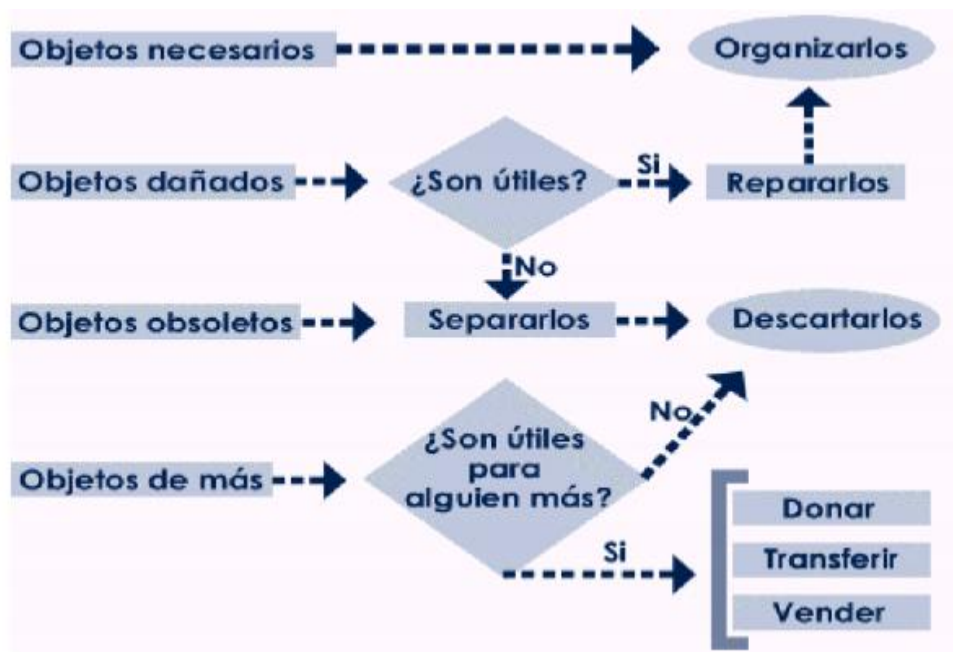 Objetos necesarios
Organizarlos
Objetos dañados
¿Son útiles?
Si
Repararlos
No
Objetos obsoletos
Separarlos
Descartarlos
Objetos de más
¿Son útiles
para
alguien más?
No
Si
Donar
Transferir
Vender